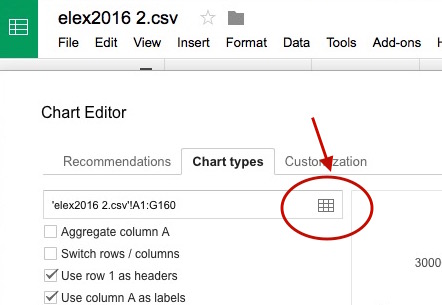 elex2016 2.csv
File Edit View Insert Format Data Tools Add-ons
Chart Editor
Recommendations Chart types Customization
'elex2016 2.csv'!A1:G160
Aggregate column A
Switch rows / columns
3000
Use row 1 as headers
Use column A as labels